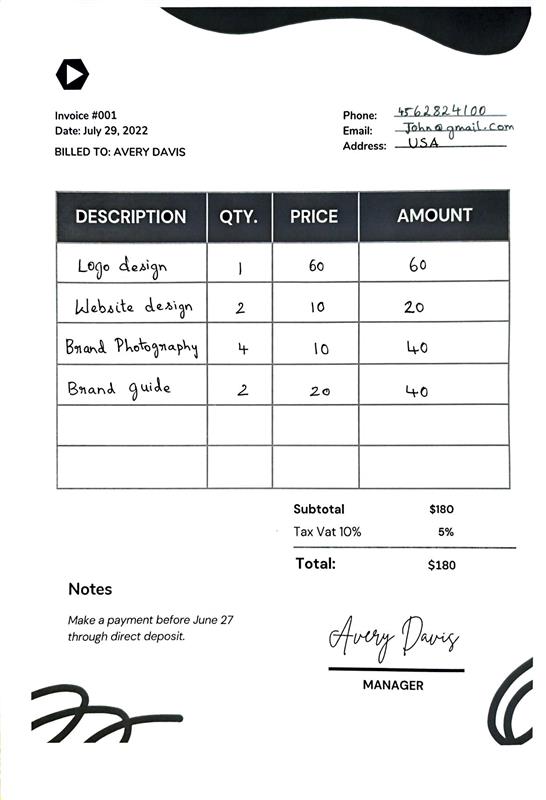 Invoice #001
Date: July 29, 2022
BILLED TO: AVERY DAVIS
Phone: 4562824100
Email: John@gmail.com
Address: USA
DESCRIPTION QTY. PRICE AMOUNT
Logo design 1 60 60
Website design 2 10 20
Brand Photography 4 10 40
Brand guide 2 20 40
Subtotal $180
Tax Vat 10% 5%
Total: $180
Notes
Make a payment before June 27
through direct deposit.
Avery Davis
MANAGER